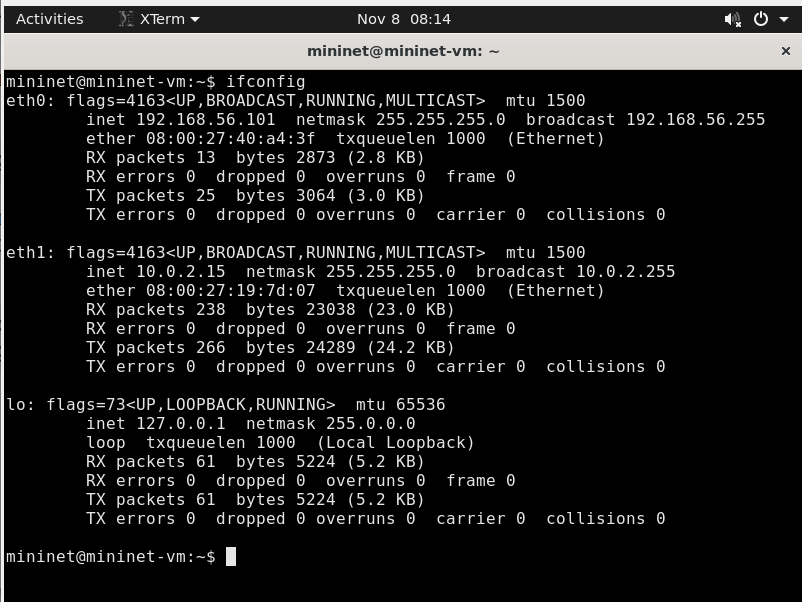 Activities XTerm Nov 8 08:14
mininet@mininet-vm: ~ ×
mininet@mininet-vm:~$ ifconfig
eth0: flags=4163<UP,BROADCAST,RUNNING,MULTICAST>  mtu 1500
        inet 192.168.56.101  netmask 255.255.255.0  broadcast 192.168.56.255
        ether 08:00:27:40:a4:3f  txqueuelen 1000  (Ethernet)
        RX packets 13  bytes 2873 (2.8 KB)
        RX errors 0  dropped 0  overruns 0  frame 0
        TX packets 25  bytes 3064 (3.0 KB)
        TX errors 0  dropped 0 overruns 0  carrier 0  collisions 0

eth1: flags=4163<UP,BROADCAST,RUNNING,MULTICAST>  mtu 1500
        inet 10.0.2.15  netmask 255.255.255.0  broadcast 10.0.2.255
        ether 08:00:27:19:7d:07  txqueuelen 1000  (Ethernet)
        RX packets 238  bytes 23038 (23.0 KB)
        RX errors 0  dropped 0  overruns 0  frame 0
        TX packets 266  bytes 24289 (24.2 KB)
        TX errors 0  dropped 0 overruns 0  carrier 0  collisions 0

lo: flags=73<UP,LOOPBACK,RUNNING>  mtu 65536
        inet 127.0.0.1  netmask 255.0.0.0
        loop  txqueuelen 1000  (Local Loopback)
        RX packets 61  bytes 5224 (5.2 KB)
        RX errors 0  dropped 0  overruns 0  frame 0
        TX packets 61  bytes 5224 (5.2 KB)
        TX errors 0  dropped 0 overruns 0  carrier 0  collisions 0

mininet@mininet-vm:~$